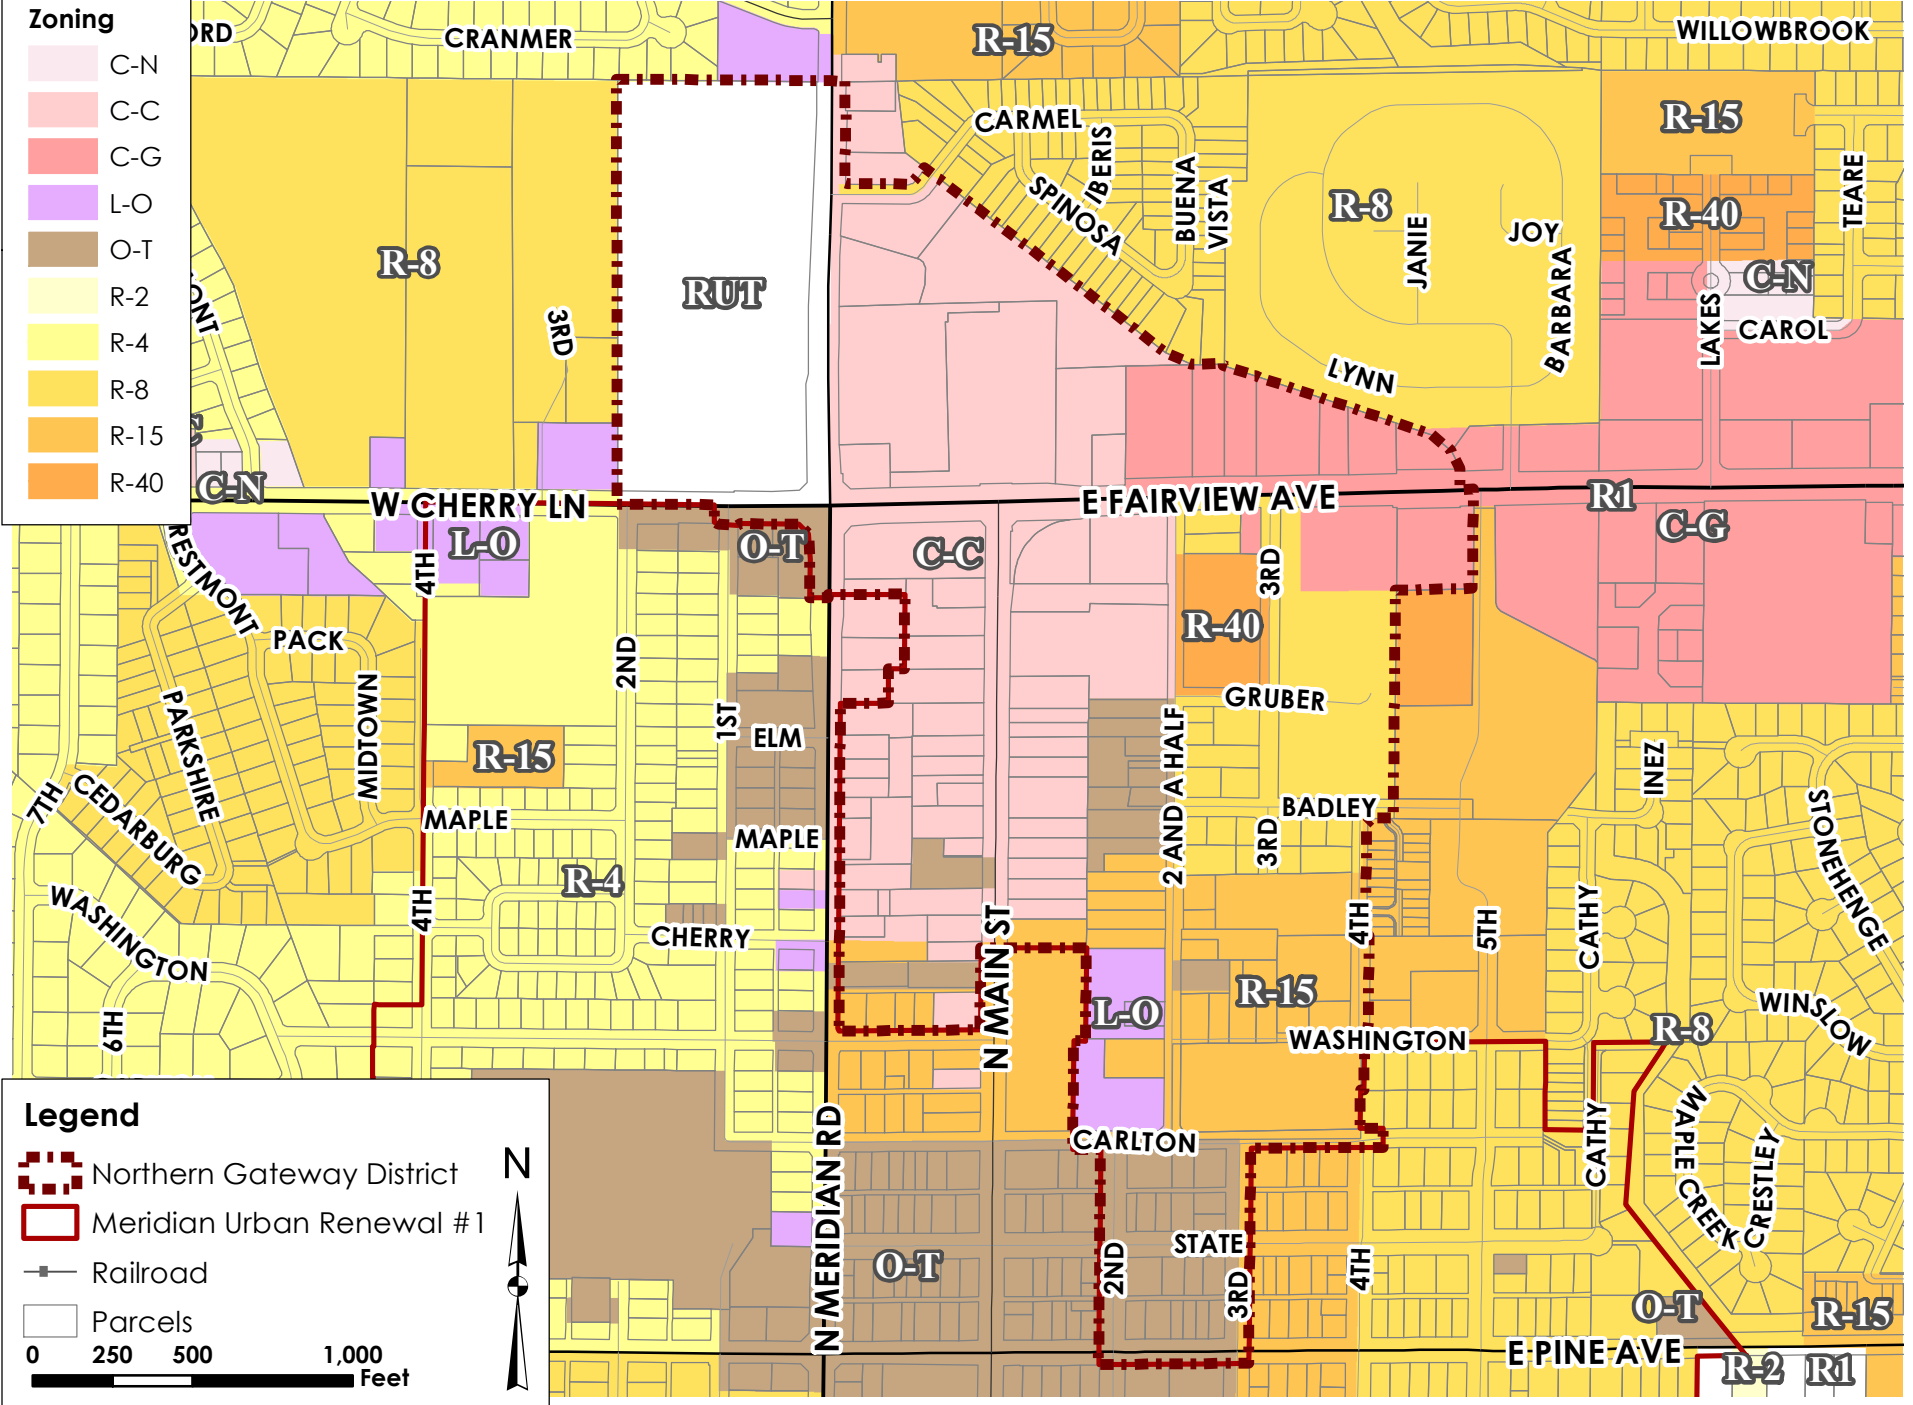 Zoning
C-N
C-C
C-G
L-O
O-T
R-2
R-4
R-8
R-15
R-40
ORD
CRANMER
R-15
WILLOWBROOK
CARMEL
IBERIS
SPINOSA
BUENA
VISTA
R-8
JANIE
JOY
BARBARA
LYNN
R-15
R-40
TEARE
C-N
CAROL
LAKES
R-8
3RD
RUT
ONT
C
C-N
W CHERRY LN
E FAIRVIEW AVE
R1
C-G
L-O
O-T
C-C
4TH
RESTMONT
PACK
MIDTOWN
PARKSHIRE
7TH
CEDARBURG
WASHINGTON
6TH
2ND
1ST
ELM
R-15
MAPLE
MAPLE
R-4
4TH
CHERRY
R-40
3RD
GRUBER
2 AND A HALF
BADLEY
3RD
4TH
5TH
CATHY
INEZ
STONEHENGE
WINSLOW
N MAIN ST
L-O
R-15
WASHINGTON
R-8
CARLTON
CATHY
MAPLE CREEK
CRESTLEY
N MERIDIAN RD
O-T
2ND
STATE
3RD
4TH
O-T
R-15
E PINE AVE
R-2
R1
Legend
Northern Gateway District
Meridian Urban Renewal #1
Railroad
Parcels
N
0 250 500 1,000
Feet